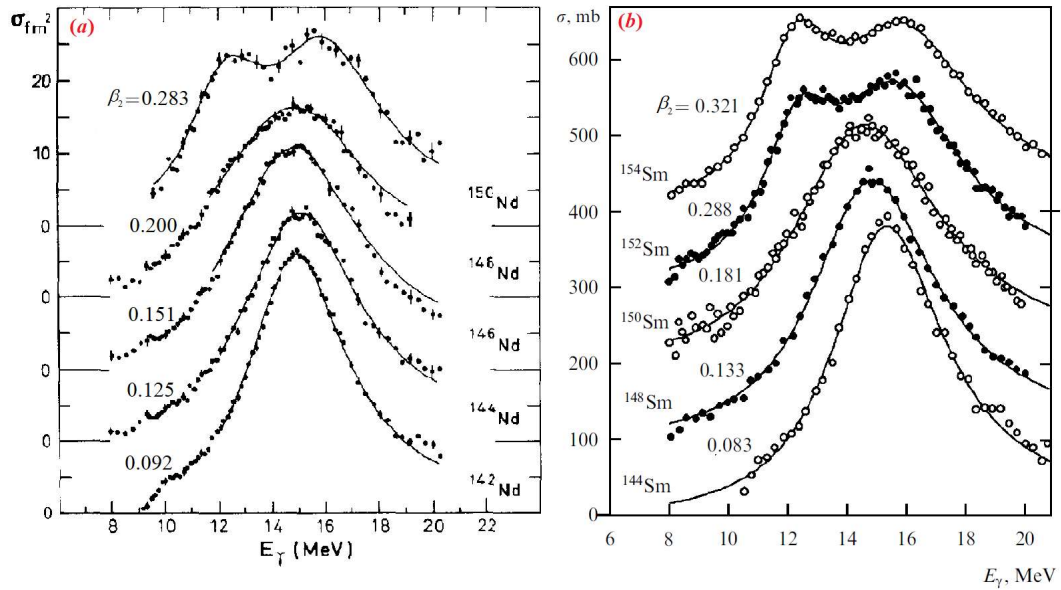 (a)
σ fm²
20
10
0
0
0
0
0
β₂=0.283
0.200
0.151
0.125
0.092
¹⁵⁰Nd
¹⁴⁸Nd
¹⁴⁶Nd
¹⁴⁴Nd
¹⁴²Nd
8 10 12 14 16 18 20 22
Eγ (MeV)
(b)
σ, mb
600
500
400
300
200
100
0
β₂ = 0.321
¹⁵⁴Sm
0.288
¹⁵²Sm
0.181
¹⁵⁰Sm
0.133
¹⁴⁸Sm
0.083
¹⁴⁴Sm
6 8 10 12 14 16 18 20
Eγ, MeV